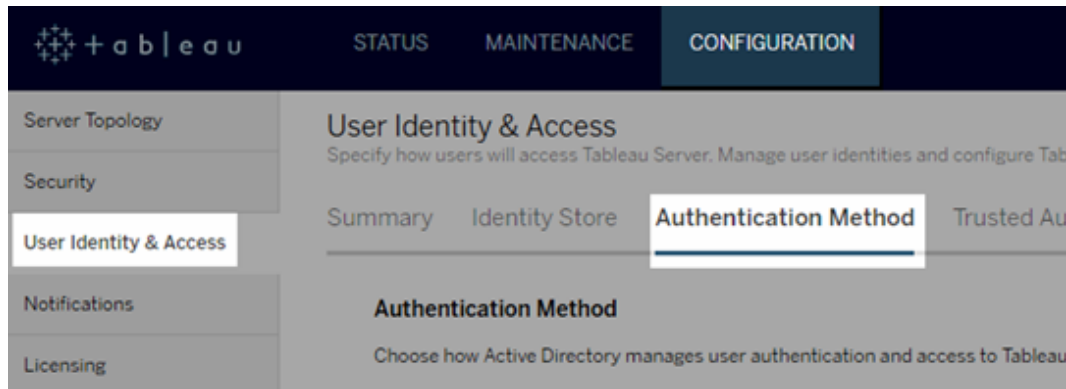 + a b | e a u
STATUS MAINTENANCE CONFIGURATION
Server Topology
Security
User Identity & Access
Notifications
Licensing
User Identity & Access
Specify how users will access Tableau Server. Manage user identities and configure Tab
Summary Identity Store Authentication Method Trusted Au
Authentication Method
Choose how Active Directory manages user authentication and access to Tableau